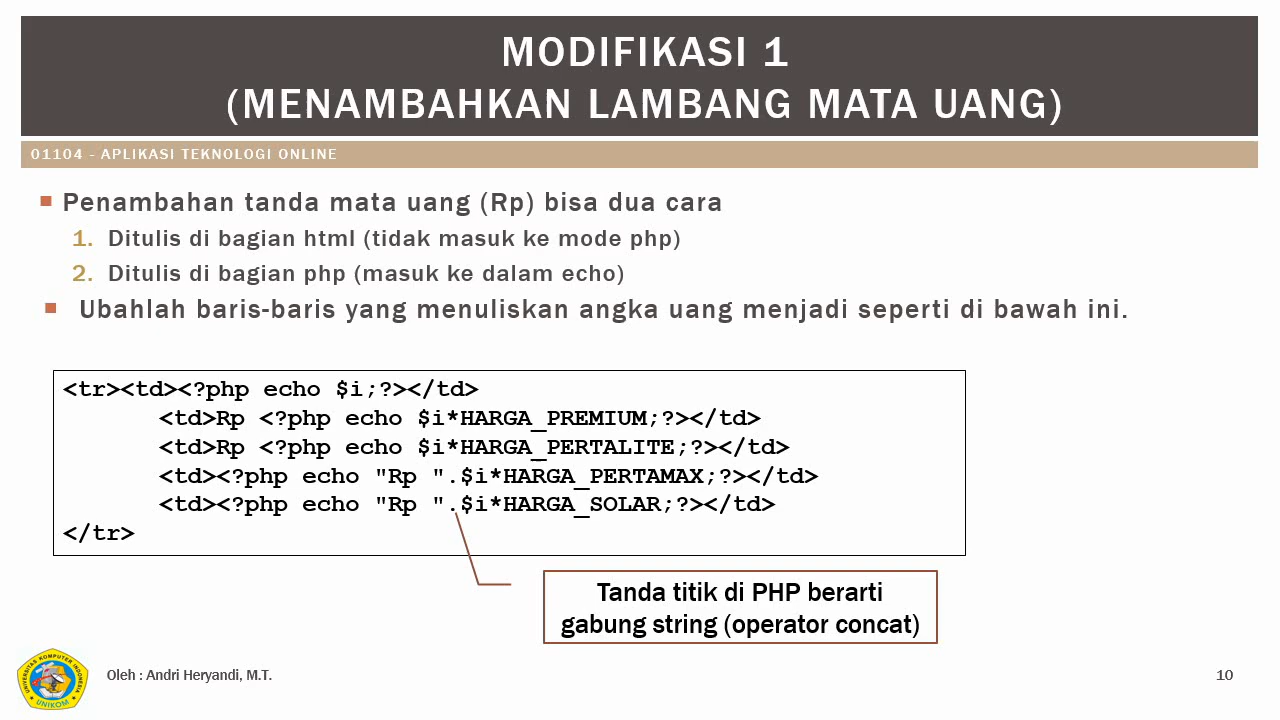 MODIFIKASI 1
(MENAMBAHKAN LAMBANG MATA UANG)
01104 - APLIKASI TEKNOLOGI ONLINE
Penambahan tanda mata uang (Rp) bisa dua cara
1. Ditulis di bagian html (tidak masuk ke mode php)
2. Ditulis di bagian php (masuk ke dalam echo)
Ubahlah baris-baris yang menuliskan angka uang menjadi seperti di bawah ini.
<tr><td><?php echo $i;?></td>
<td>Rp <?php echo $i*HARGA_PREMIUM;?></td>
<td>Rp <?php echo $i*HARGA_PERTALITE;?></td>
<td><?php echo "Rp ".$i*HARGA_PERTAMAX;?></td>
<td><?php echo "Rp ".$i*HARGA_SOLAR;?></td>
</tr>
Tanda titik di PHP berarti
gabung string (operator concat)
UNIVERSITAS KOMPUTER INDONESIA
UNIKOM
Oleh : Andri Heryandi, M.T.
10